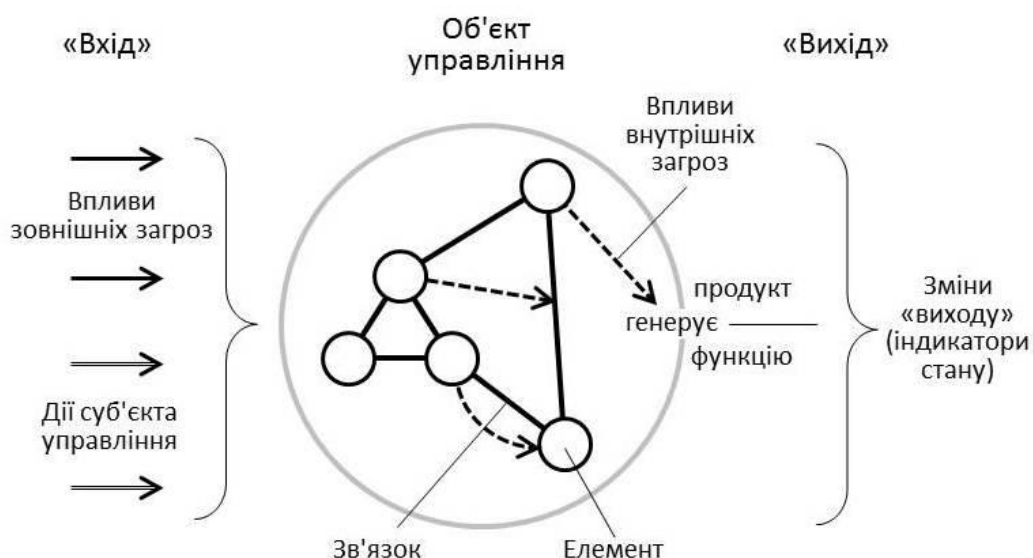 «Вхід»
Об'єкт
управління
«Вихід»
Впливи
зовнішніх загроз
Дії суб'єкта
управління
Впливи
внутрішніх
загроз
продукт
генерує
функцію
Зміни
«виходу»
(індикатори
стану)
Зв'язок
Елемент